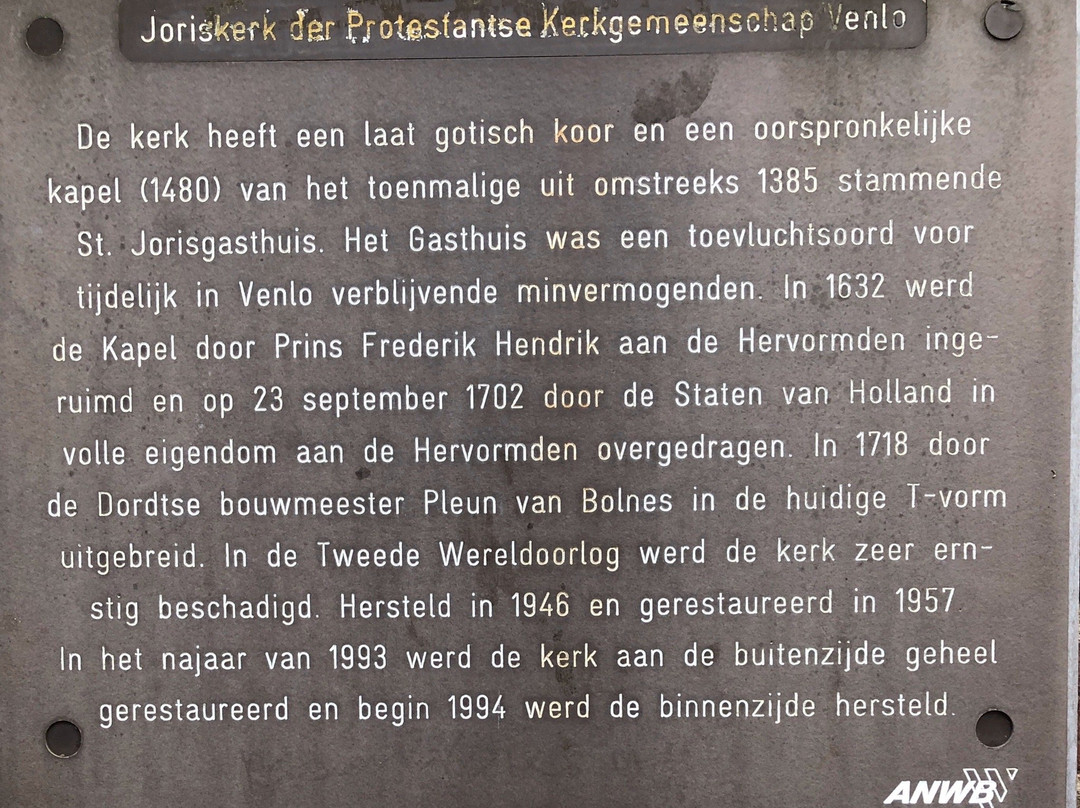 Joriskerk der Protestantse Kerkgemeenschap Venlo
De kerk heeft een laat gotisch koor en een oorspronkelijke
kapel (1480) van het toenmalige uit omstreeks 1385 stammende
St. Jorisgasthuis. Het Gasthuis was een toevluchtsoord voor
tijdelijk in Venlo verblijvende minvermogenden. In 1632 werd
de Kapel door Prins Frederik Hendrik aan de Hervormden inge-
ruimd en op 23 september 1702 door de Staten van Holland in
volle eigendom aan de Hervormden overgedragen. In 1718 door
de Dordtse bouwmeester Pleun van Bolnes in de huidige T-vorm
uitgebreid. In de Tweede Wereldoorlog werd de kerk zeer ern-
stig beschadigd. Hersteld in 1946 en gerestaureerd in 1957.
In het najaar van 1993 werd de kerk aan de buitenzijde geheel
gerestaureerd en begin 1994 werd de binnenzijde hersteld.
ANWB